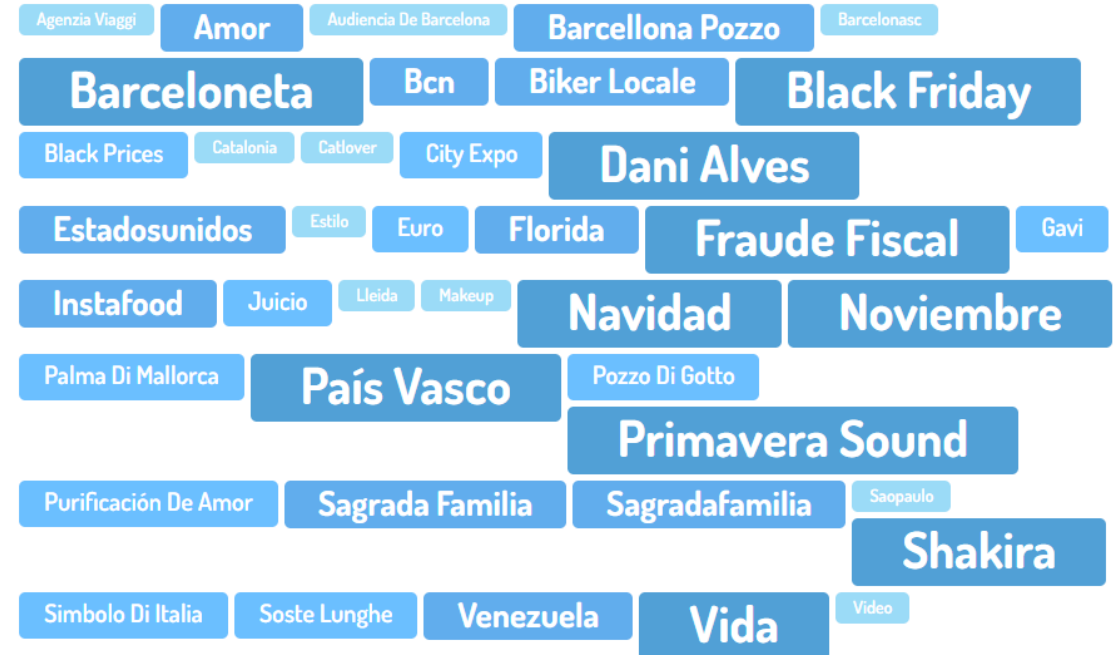 Agenzia Viaggi Amor Audiencia De Barcelona Barcellona Pozzo Barcelonasc
Barceloneta Bcn Biker Locale Black Friday
Black Prices Catalonia Catlover City Expo Dani Alves
Estadosunidos Estilo Euro Florida Fraude Fiscal Gavi
Instafood Juicio Lleida Makeup Navidad Noviembre
Palma Di Mallorca País Vasco Pozzo Di Gotto
Primavera Sound
Purificación De Amor Sagrada Familia Sagradafamilia Saopaulo
Shakira
Simbolo Di Italia Soste Lunghe Venezuela Vida Video